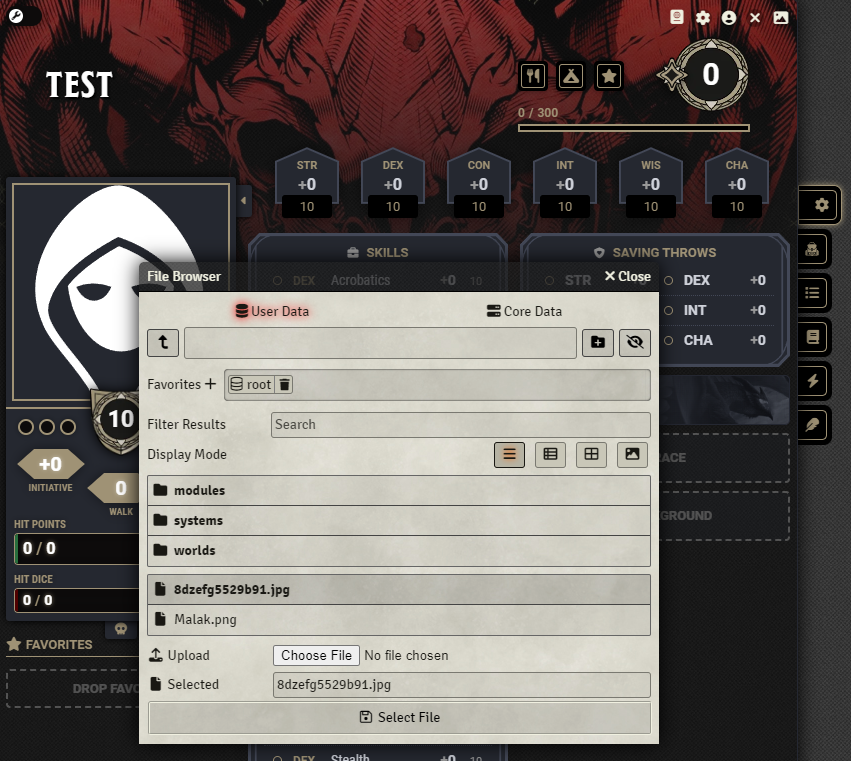 TEST
0
0 / 300
STR
+0
10
DEX
+0
10
CON
+0
10
INT
+0
10
WIS
+0
10
CHA
+0
10
SKILLS
SAVING THROWS
DEX Acrobatics +0 10
STR +0
DEX +0
INT +0
CHA +0
File Browser
Close
User Data
Core Data
Favorites
root
Filter Results
Search
Display Mode
modules
systems
worlds
8dzefg5529b91.jpg
Malak.png
Upload
Choose File No file chosen
Selected
8dzefg5529b91.jpg
Select File
10
+0
INITIATIVE
0
WALK
HIT POINTS
0 / 0
HIT DICE
0 / 0
FAVORITES
DROP FAVO
ACE
GROUND
DEX Stealth +0 10